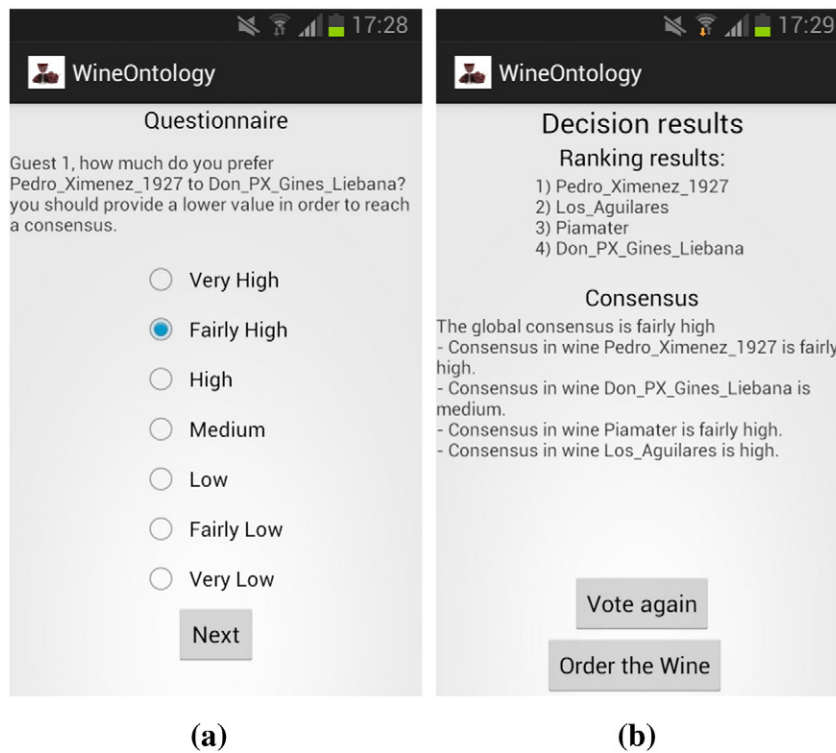 17:28
WineOntology
Questionnaire
Guest 1, how much do you prefer
Pedro_Ximenez_1927 to Don_PX_Gines_Liebana?
you should provide a lower value in order to reach
a consensus.
Very High
Fairly High
High
Medium
Low
Fairly Low
Very Low
Next
(a)
17:29
WineOntology
Decision results
Ranking results:
1) Pedro_Ximenez_1927
2) Los_Aguilares
3) Piamater
4) Don_PX_Gines_Liebana
Consensus
The global consensus is fairly high
- Consensus in wine Pedro_Ximenez_1927 is fairly
high.
- Consensus in wine Don_PX_Gines_Liebana is
medium.
- Consensus in wine Piamater is fairly high.
- Consensus in wine Los_Aguilares is high.
Vote again
Order the Wine
(b)